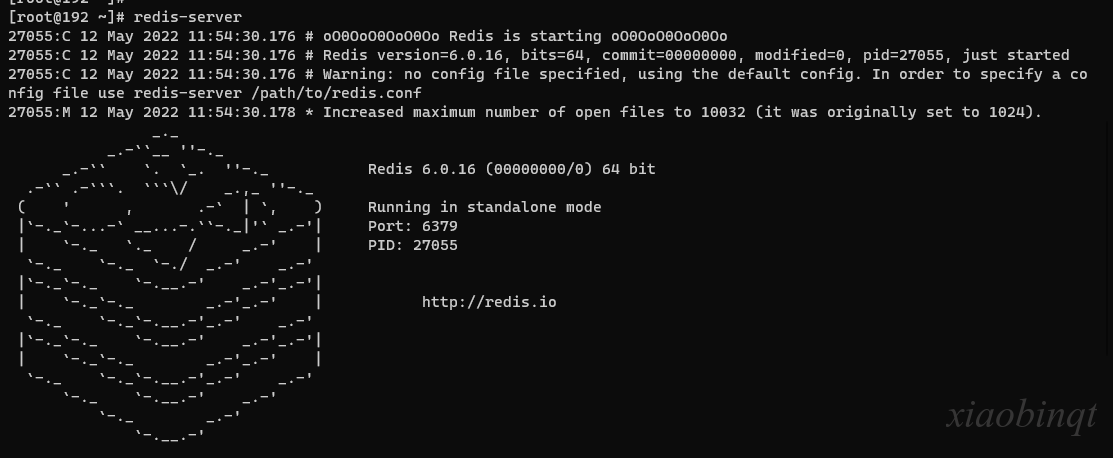 [root@192 ~]#
[root@192 ~]# redis-server
27055:C 12 May 2022 11:54:30.176 # oO0OoO0OoO0Oo Redis is starting oO0OoO0OoO0Oo
27055:C 12 May 2022 11:54:30.176 # Redis version=6.0.16, bits=64, commit=00000000, modified=0, pid=27055, just started
27055:C 12 May 2022 11:54:30.176 # Warning: no config file specified, using the default config. In order to specify a co
nfig file use redis-server /path/to/redis.conf
27055:M 12 May 2022 11:54:30.178 * Increased maximum number of open files to 10032 (it was originally set to 1024).
Redis 6.0.16 (00000000/0) 64 bit
Running in standalone mode
Port: 6379
PID: 27055
http://redis.io
xiaobinqt